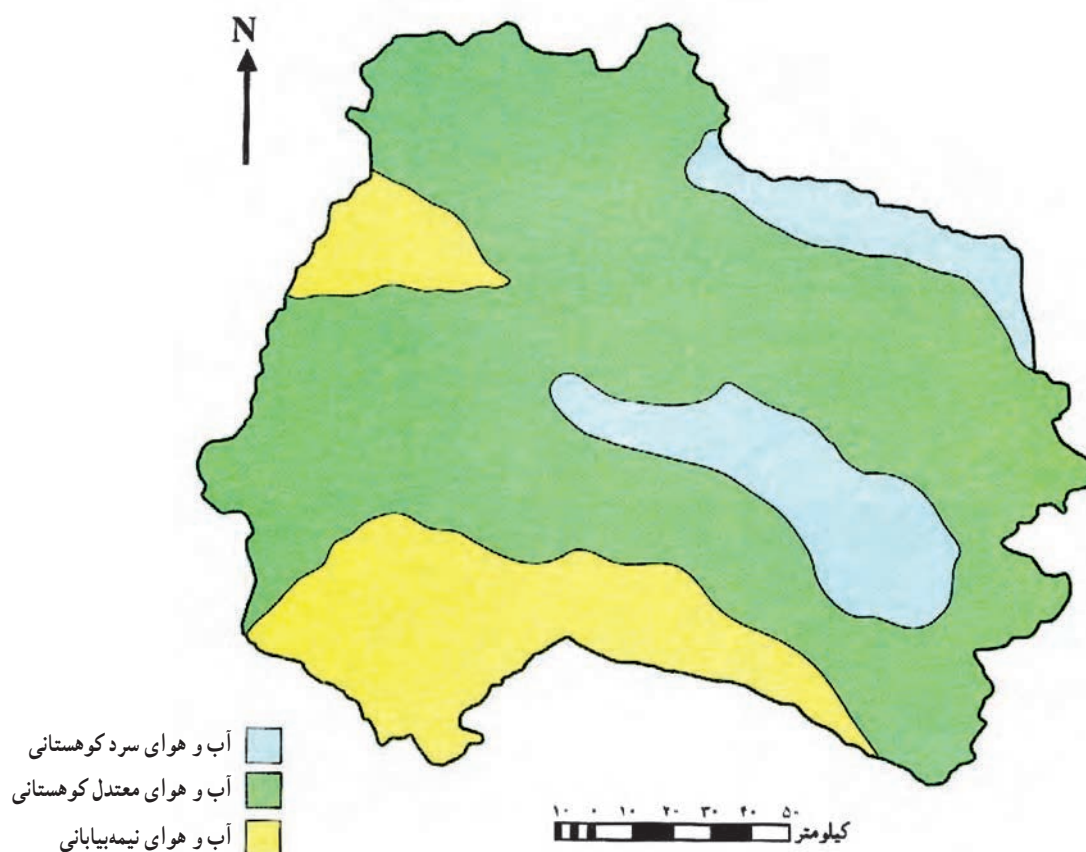 N
آب و هوای سرد کوهستانی
آب و هوای معتدل کوهستانی
آب و هوای نیمه‌بیابانی
۱۰ ۰ ۱۰ ۲۰ ۳۰ ۴۰ ۵۰
کیلومتر